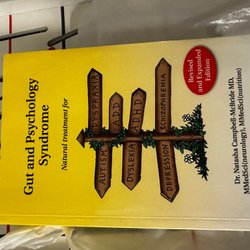 Gut and Psychology
Syndrome
Natural treatment for
AUTISM
DYSPRAXIA
A.D.D.
DYSLEXIA
ADHD
DEPRESSION
SCHIZOPHRENIA
Revised
and Expanded
Edition
Dr. Natasha Campbell-McBride MD,
MMedSci(neurology), MMedSci(nutrition)